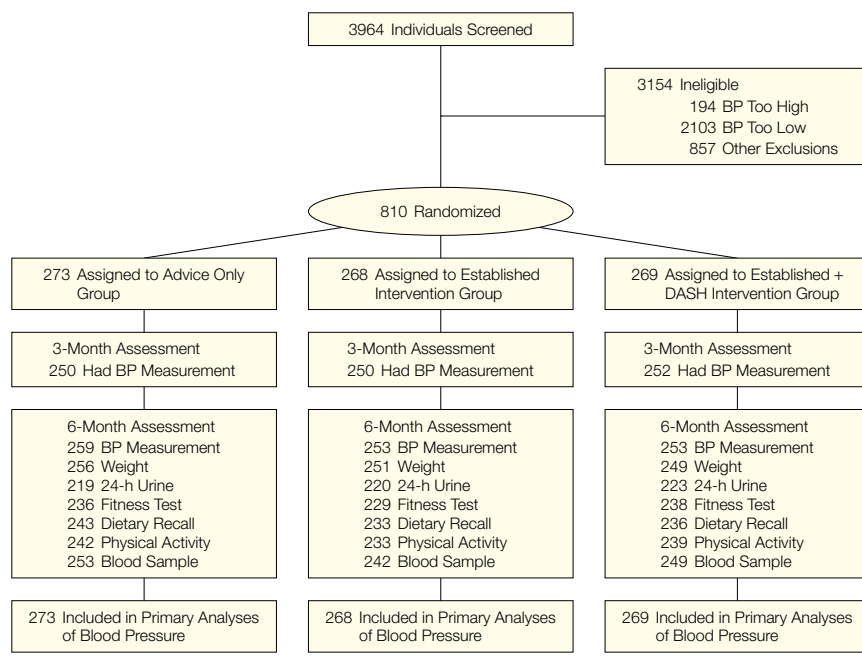 3964 Individuals Screened
3154 Ineligible
194 BP Too High
2103 BP Too Low
857 Other Exclusions
810 Randomized
273 Assigned to Advice Only
Group
268 Assigned to Established
Intervention Group
269 Assigned to Established +
DASH Intervention Group
3-Month Assessment
250 Had BP Measurement
3-Month Assessment
250 Had BP Measurement
3-Month Assessment
252 Had BP Measurement
6-Month Assessment
259 BP Measurement
256 Weight
219 24-h Urine
236 Fitness Test
243 Dietary Recall
242 Physical Activity
253 Blood Sample
6-Month Assessment
253 BP Measurement
251 Weight
220 24-h Urine
229 Fitness Test
233 Dietary Recall
233 Physical Activity
242 Blood Sample
6-Month Assessment
253 BP Measurement
249 Weight
223 24-h Urine
238 Fitness Test
236 Dietary Recall
239 Physical Activity
249 Blood Sample
273 Included in Primary Analyses
of Blood Pressure
268 Included in Primary Analyses
of Blood Pressure
269 Included in Primary Analyses
of Blood Pressure